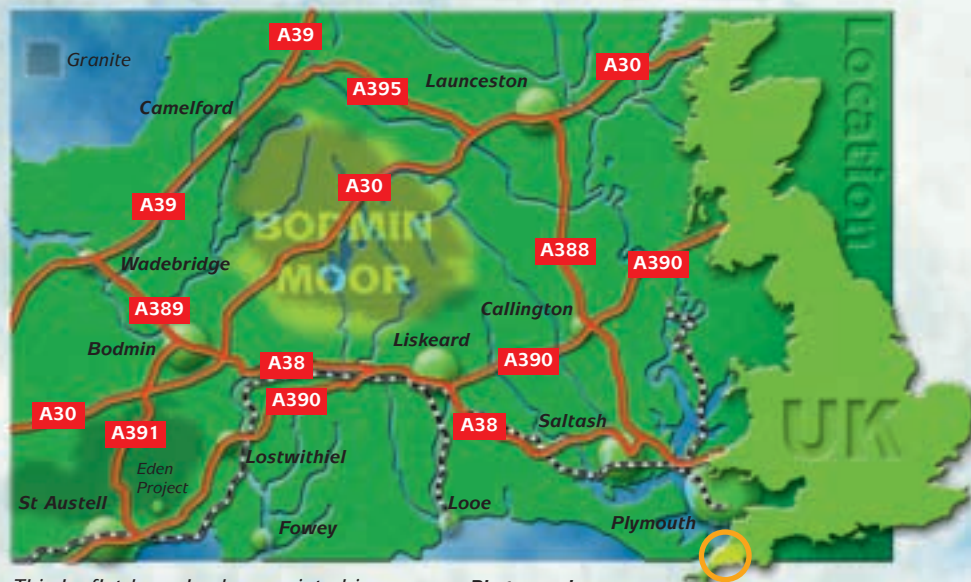 A39
Granite
Launceston
A30
A395
Camelford
Location
A30
A39
BODMIN
MOOR
A388
A390
Wadebridge
A389
Callington
Bodmin
Liskeard
A38
A390
A390
A30
A391
A38
Saltash
UK
Lostwithiel
Eden
Project
St Austell
Looe
Fowey
Plymouth